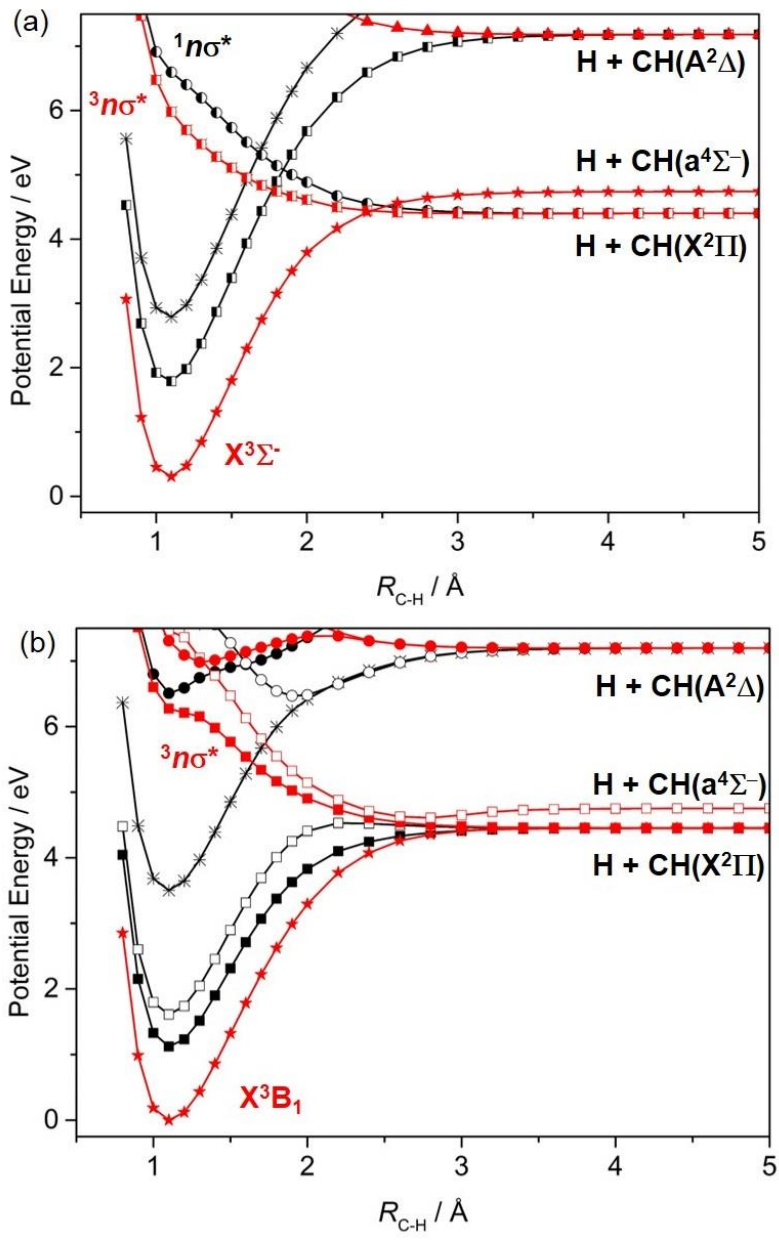 (a)
¹nσ*
³nσ*
H + CH(A²Δ)
H + CH(a⁴Σ⁻)
H + CH(X²Π)
X³Σ⁻
Potential Energy / eV
6
4
2
0
1 2 3 4 5
R_C-H / Å
(b)
³nσ*
H + CH(A²Δ)
H + CH(a⁴Σ⁻)
H + CH(X²Π)
X³B₁
Potential Energy / eV
6
4
2
0
1 2 3 4 5
R_C-H / Å